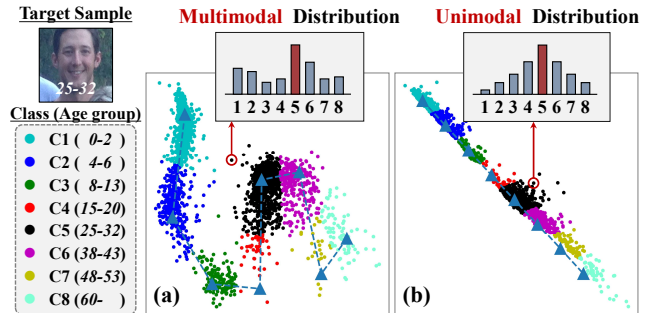 Target Sample
25-32
Class (Age group)
C1 ( 0-2 )
C2 ( 4-6 )
C3 ( 8-13)
C4 (15-20)
C5 (25-32)
C6 (38-43)
C7 (48-53)
C8 (60- )
Multimodal Distribution
1 2 3 4 5 6 7 8
(a)
Unimodal Distribution
1 2 3 4 5 6 7 8
(b)